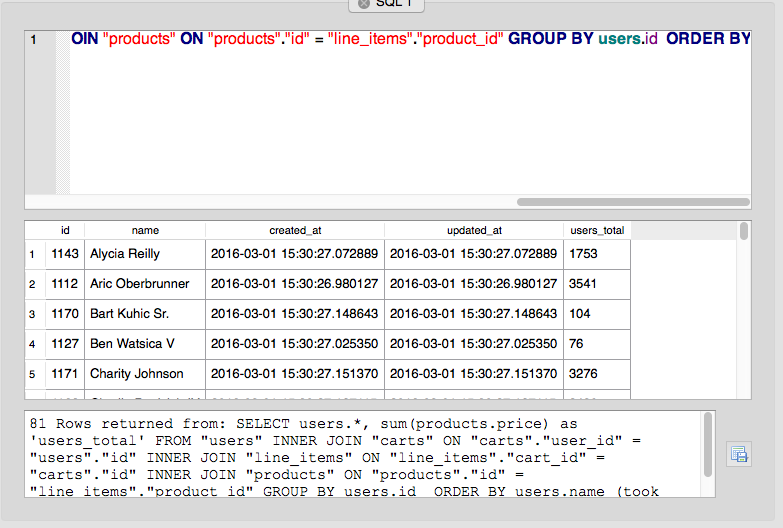 SQL 1
1 OIN "products" ON "products"."id" = "line_items"."product_id" GROUP BY users.id  ORDER BY
id name created_at updated_at users_total
1 1143 Alycia Reilly 2016-03-01 15:30:27.072889 2016-03-01 15:30:27.072889 1753
2 1112 Aric Oberbrunner 2016-03-01 15:30:26.980127 2016-03-01 15:30:26.980127 3541
3 1170 Bart Kuhic Sr. 2016-03-01 15:30:27.148643 2016-03-01 15:30:27.148643 104
4 1127 Ben Watsica V 2016-03-01 15:30:27.025350 2016-03-01 15:30:27.025350 76
5 1171 Charity Johnson 2016-03-01 15:30:27.151370 2016-03-01 15:30:27.151370 3276
81 Rows returned from: SELECT users.*, sum(products.price) as
'users_total' FROM "users" INNER JOIN "carts" ON "carts"."user_id" =
"users"."id" INNER JOIN "line_items" ON "line_items"."cart_id" =
"carts"."id" INNER JOIN "products" ON "products"."id" =
"line_items"."product_id" GROUP BY users.id  ORDER BY users.name (took